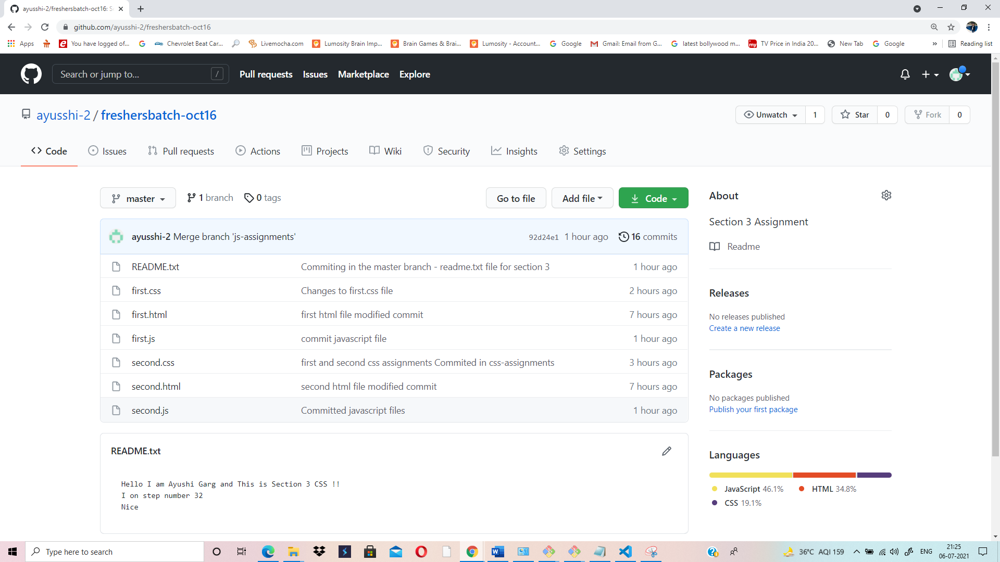 ayusshi-2/freshersbatch-oct16: S
github.com/ayusshi-2/freshersbatch-oct16
Apps
You have logged of...
Chevrolet Beat Car...
Livemocha.com
Lumosity Brain Imp...
Brain Games & Brai...
Lumosity - Account...
Google
Gmail: Email from G...
latest bollywood m...
my
TV Price in India 20...
New Tab
Google
»
Reading list
Search or jump to...
/
Pull requests
Issues
Marketplace
Explore
ayusshi-2 / freshersbatch-oct16
Unwatch 1
Star 0
Fork 0
Code
Issues
Pull requests
Actions
Projects
Wiki
Security
Insights
Settings
master
1 branch
0 tags
Go to file
Add file
Code
ayusshi-2 Merge branch 'js-assignments' 92d24e1 1 hour ago 16 commits
README.txt Commiting in the master branch - readme.txt file for section 3 1 hour ago
first.css Changes to first.css file 2 hours ago
first.html first html file modified commit 7 hours ago
first.js commit javascript file 1 hour ago
second.css first and second css assignments Commited in css-assignments 3 hours ago
second.html second html file modified commit 7 hours ago
second.js Committed javascript files 1 hour ago
README.txt
Hello I am Ayushi Garg and This is Section 3 CSS !!
I on step number 32
Nice
About
Section 3 Assignment
Readme
Releases
No releases published
Create a new release
Packages
No packages published
Publish your first package
Languages
JavaScript 46.1%
HTML 34.8%
CSS 19.1%
Type here to search
36°C AQI 159
ENG
21:25
06-07-2021